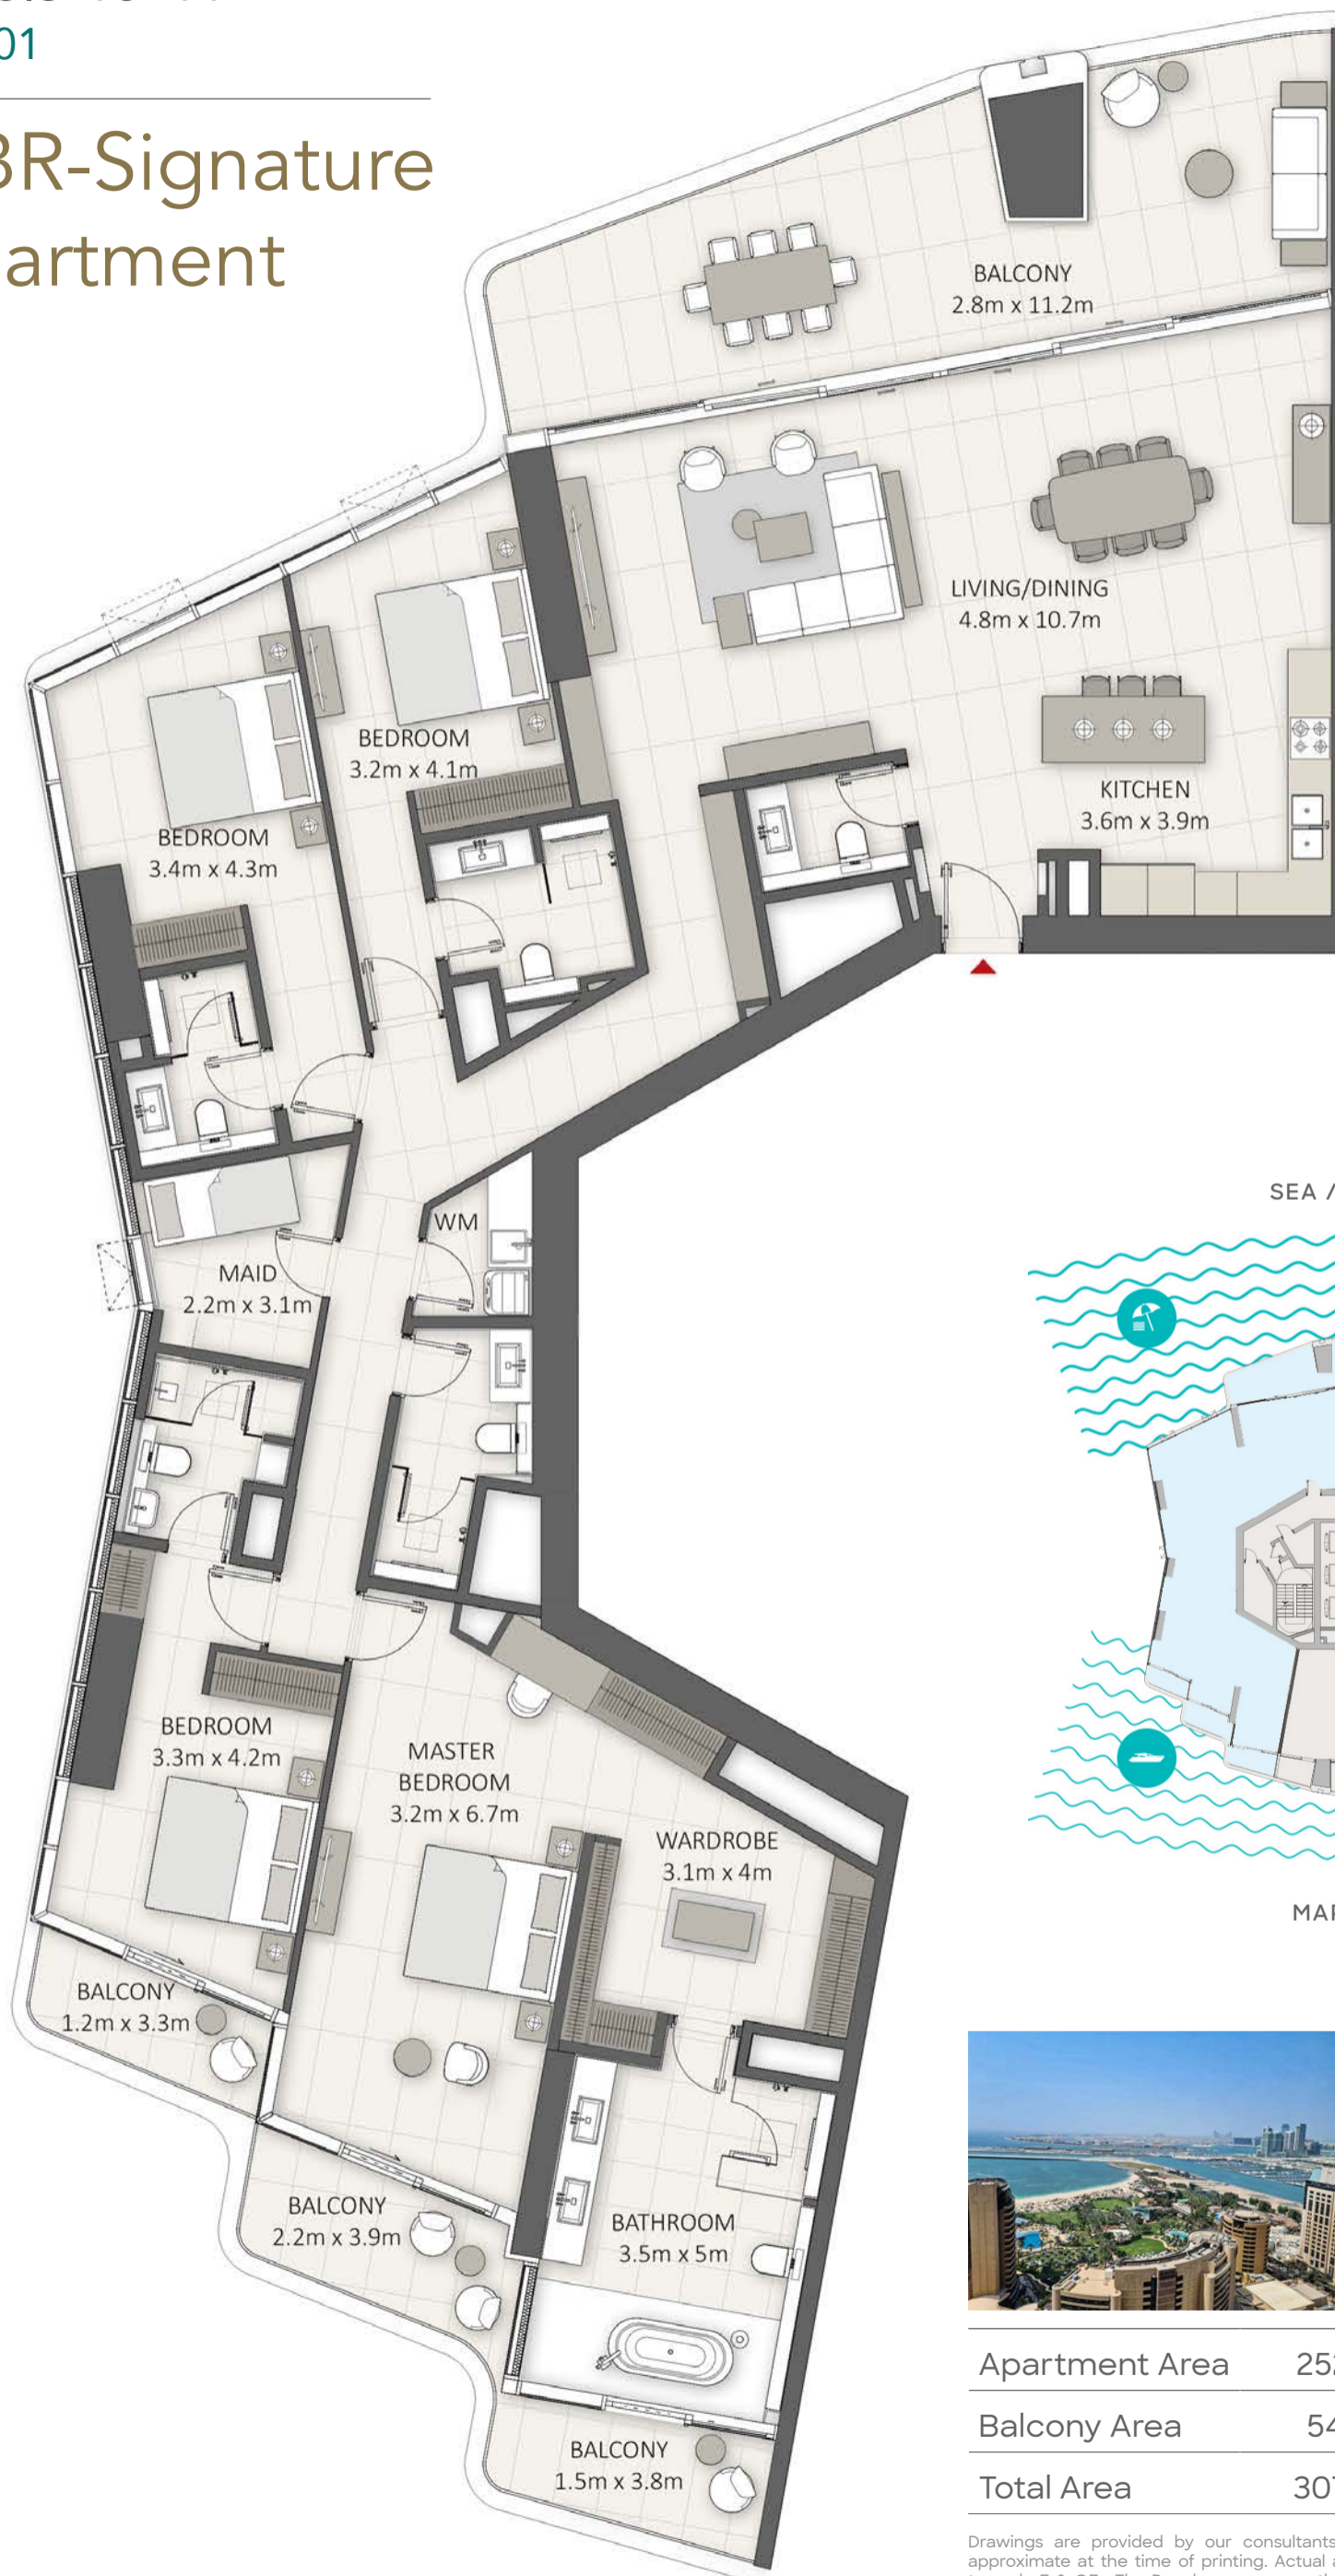 01
BR-Signature
artment
BALCONY
2.8m x 11.2m
LIVING/DINING
4.8m x 10.7m
BEDROOM
3.2m x 4.1m
KITCHEN
3.6m x 3.9m
BEDROOM
3.4m x 4.3m
SEA /
WM
MAID
2.2m x 3.1m
BEDROOM
3.3m x 4.2m
MASTER
BEDROOM
3.2m x 6.7m
WARDROBE
3.1m x 4m
MAR
BALCONY
1.2m x 3.3m
BALCONY
2.2m x 3.9m
BATHROOM
3.5m x 5m
Apartment Area 252
Balcony Area 54
Total Area 307
BALCONY
1.5m x 3.8m
Drawings are provided by our consultants
approximate at the time of printing. Actual